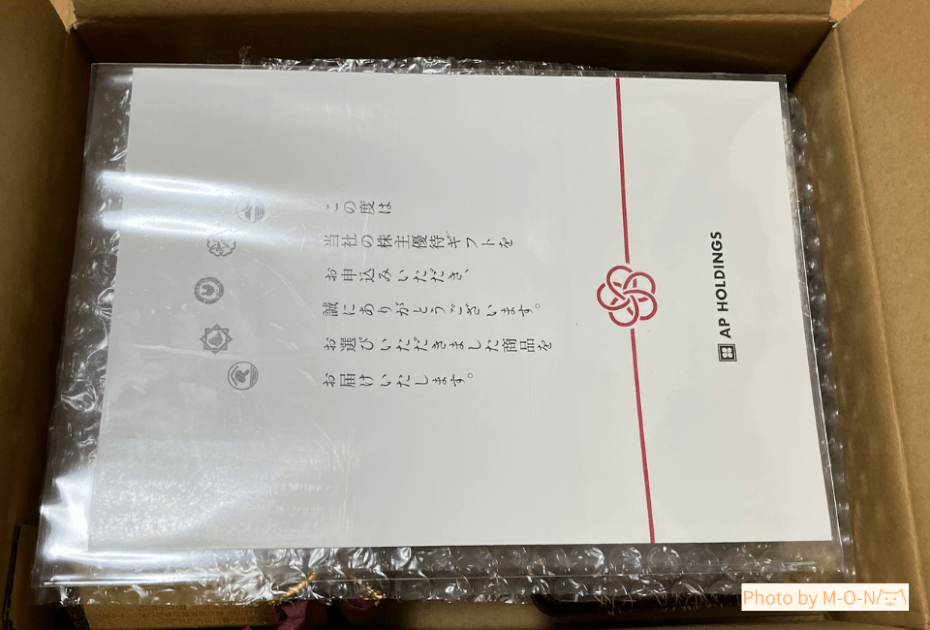 この度は
当社の株主優待ギフトを
お申込みいただき、
誠にありがとうございます。
お選びいただきました商品を
お届けいたします。
AP HOLDINGS
Photo by M-O-N